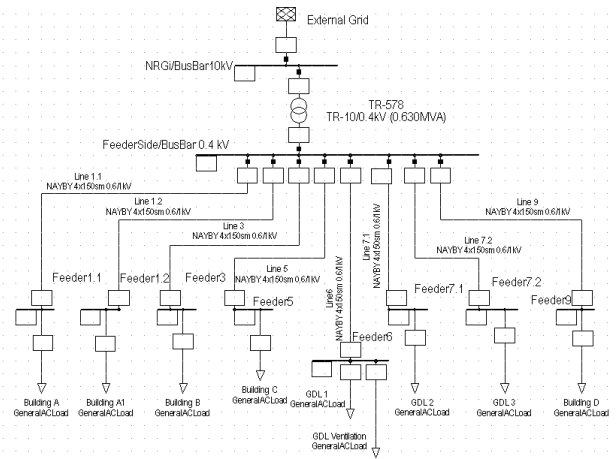 External Grid
NRGi/BusBar10kV
TR-578
TR-10/0.4kV (0.630MVA)
FeederSide/BusBar 0.4 kV
Line 1.1
NAYBY 4x150sm 0.6/1kV
Line 1.2
NAYBY 4x150sm 0.6/1kV
Line 3
NAYBY 4x150sm 0.6/1kV
Line 5
NAYBY 4x150sm 0.6/1kV
Line6
NAYBY 4x150sm 0.6/1kV
Line 7.1
NAYBY 4x150sm 0.6/1kV
Line 7.2
NAYBY 4x150sm 0.6/1kV
Line 9
NAYBY 4x150sm 0.6/1kV
Feeder1.1
Feeder1.2
Feeder3
Feeder5
Feeder6
Feeder7.1
Feeder7.2
Feeder9
Building A
GeneralACLoad
Building A1
GeneralACLoad
Building B
GeneralACLoad
Building C
GeneralACLoad
GDL 1
GeneralACLoad
GDL Ventilation
GeneralACLoad
GDL 2
GeneralACLoad
GDL 3
GeneralACLoad
Building D
GeneralACLoad